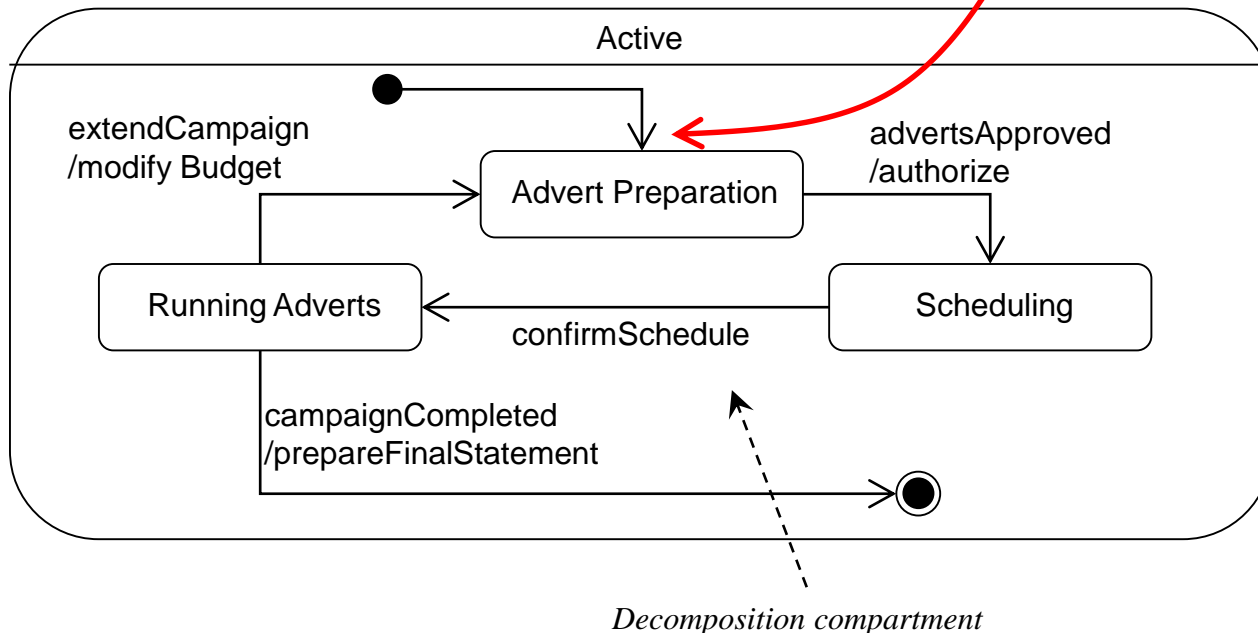 Active
extendCampaign
/modify Budget
advertsApproved
/authorize
Advert Preparation
Running Adverts
Scheduling
confirmSchedule
campaignCompleted
/prepareFinalStatement
Decomposition compartment